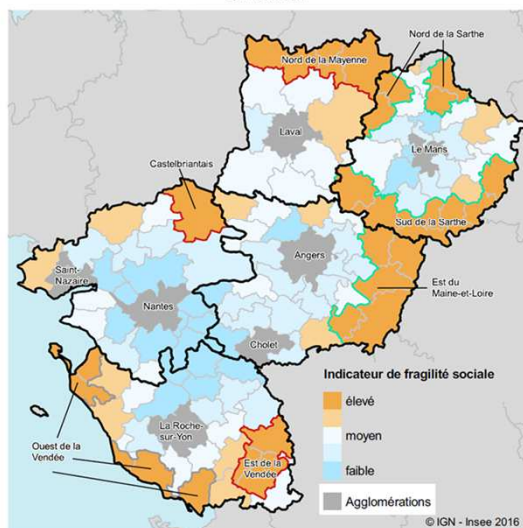 Nord de la Mayenne
Nord de la Sarthe
Laval
Le Mans
Castelbriantais
Sud de la Sarthe
Saint-
Nazaire
Angers
Nantes
Est du
Maine-et-Loire
Cholet
Indicateur de fragilité sociale
élevé
moyen
faible
Agglomérations
La Roche-
sur-Yon
Ouest de la
Vendée
Est de la
Vendée
© IGN - Insee 2016